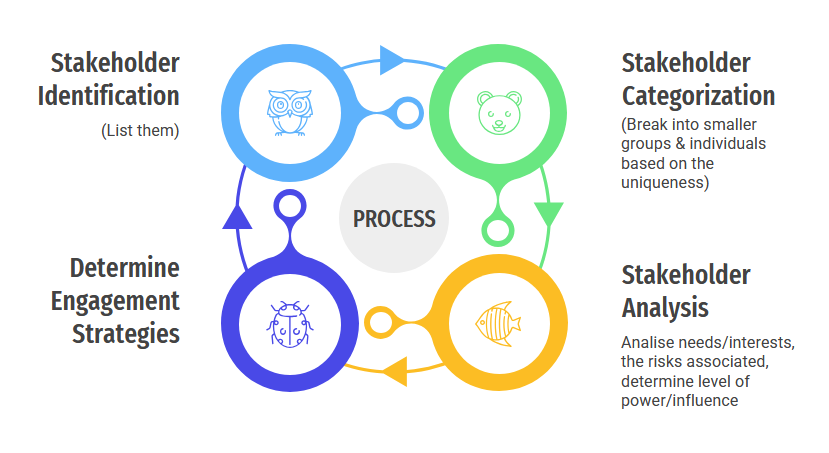 Stakeholder
Identification
(List them)
Stakeholder
Categorization
(Break into smaller
groups & individuals
based on the
uniqueness)
PROCESS
Determine
Engagement
Strategies
Stakeholder
Analysis
Analise needs/interests,
the risks associated,
determine level of
power/influence